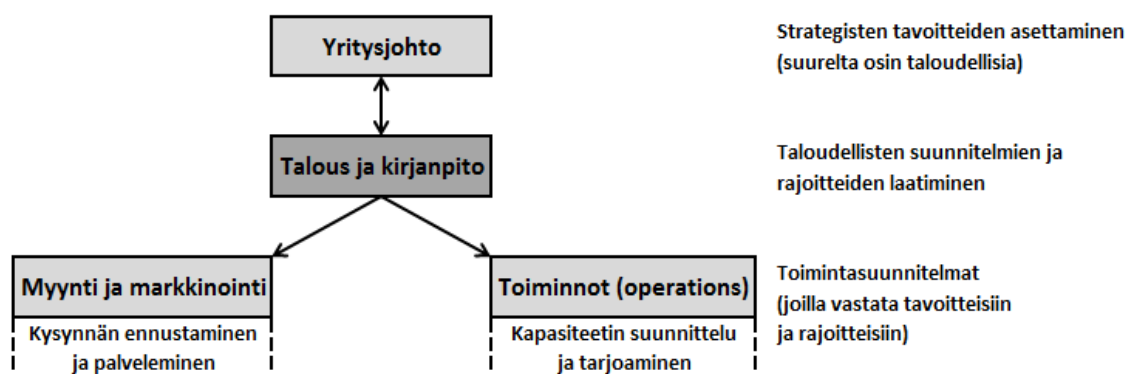 Yritysjohto
Strategisten tavoitteiden asettaminen
(suurelta osin taloudellisia)
Talous ja kirjanpito
Taloudellisten suunnitelmien ja
rajoitteiden laatiminen
Myynti ja markkinointi
Kysynnän ennustaminen
ja palveleminen
Toiminnot (operations)
Kapasiteetin suunnittelu
ja tarjoaminen
Toimintasuunnitelmat
(joilla vastata tavoitteisiin
ja rajoitteisiin)